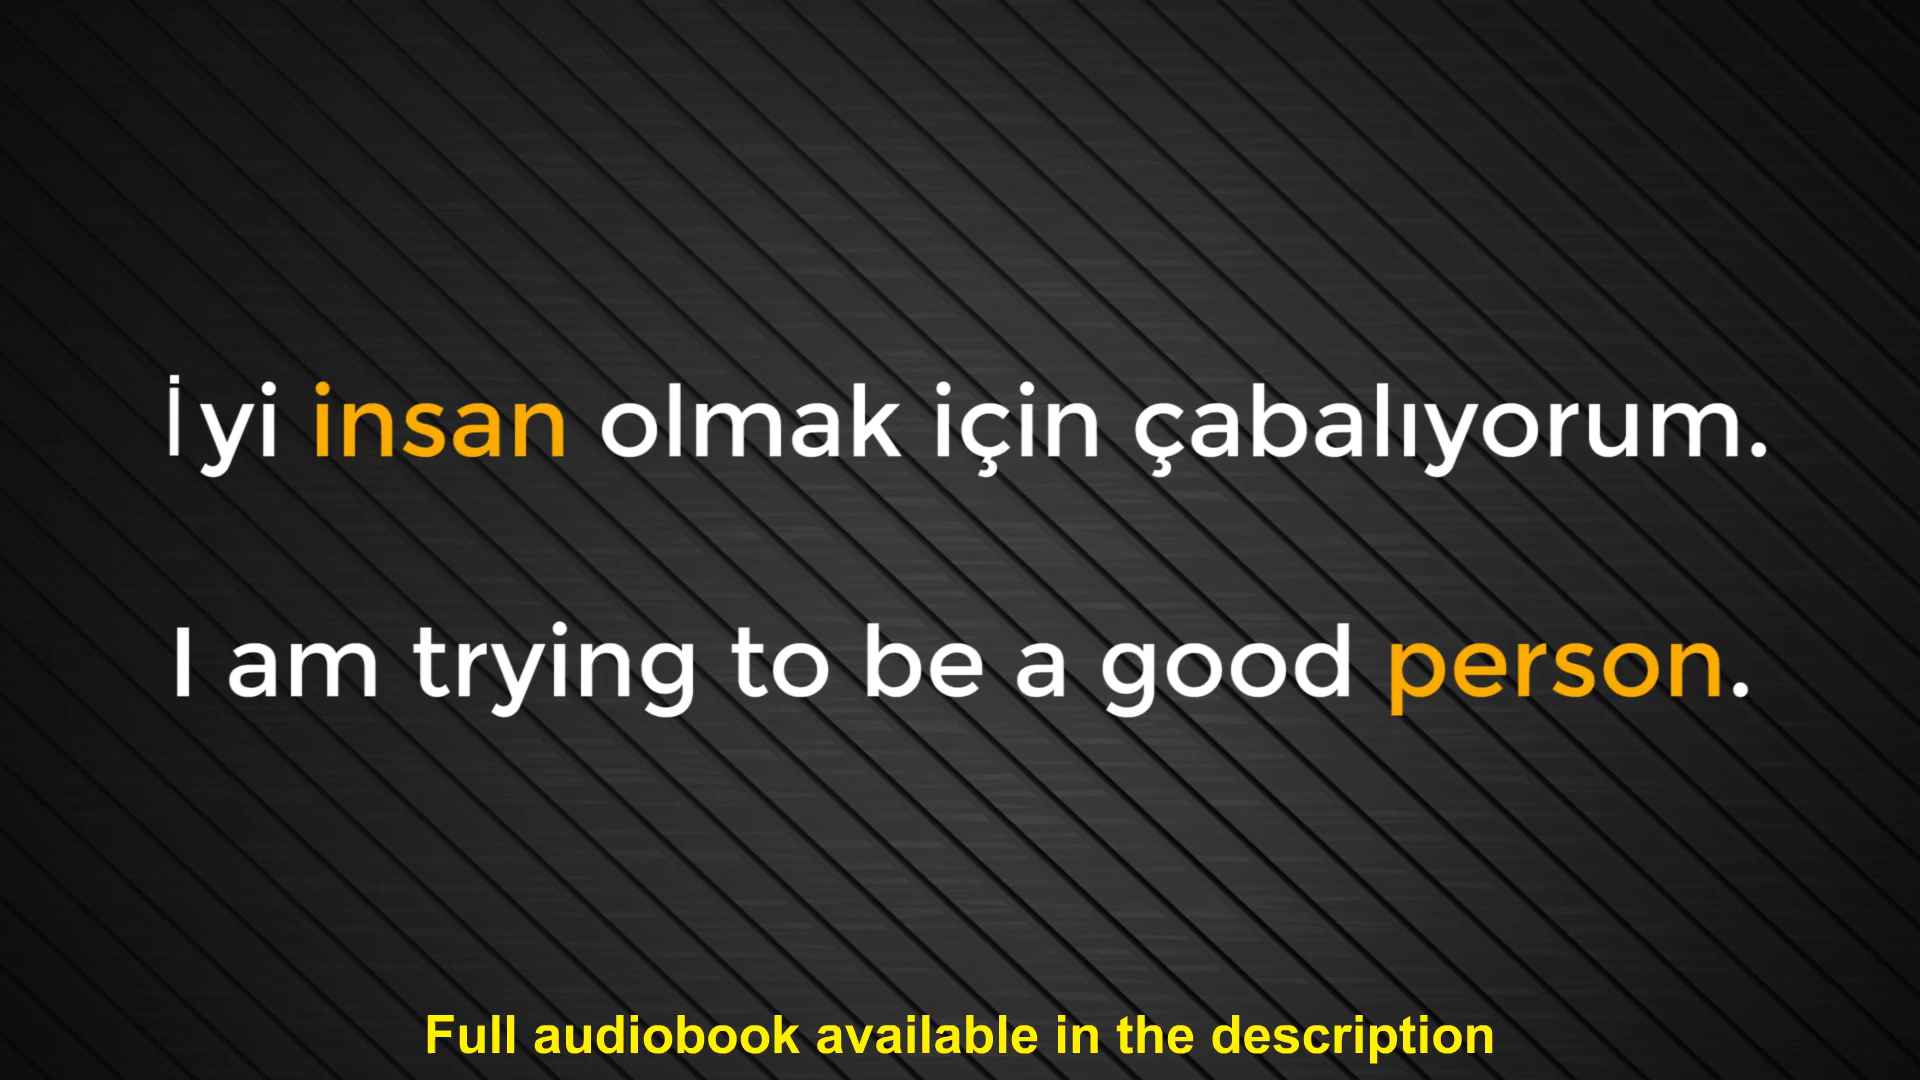 İyi insan olmak için çabalıyorum.
I am trying to be a good person.
Full audiobook available in the description